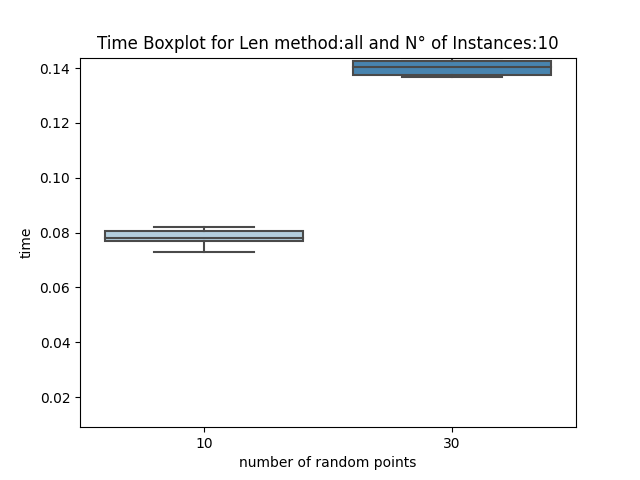 Time Boxplot for Len method:all and N° of Instances:10
0.14
0.12
0.10
0.08
0.06
0.04
0.02
time
10 30
number of random points